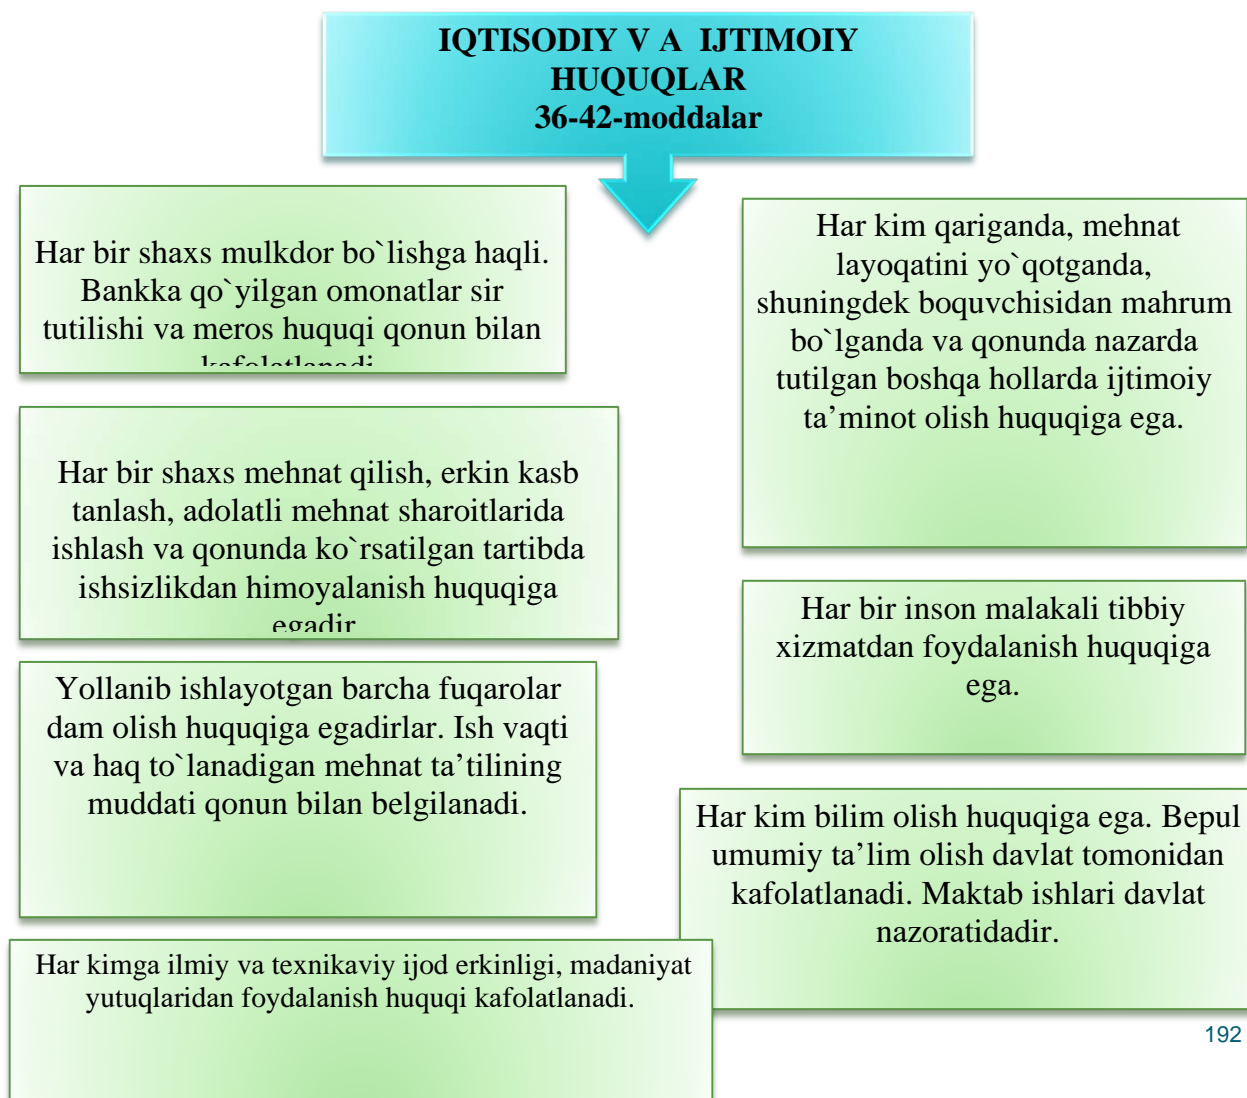 IQTISODIY V A IJTIMOIY
HUQUQLAR
36-42-moddalar
Har bir shaxs mulkdor bo`lishga haqli.
Bankka qo`yilgan omonatlar sir
tutilishi va meros huquqi qonun bilan
kafolatlanadi
Har bir shaxs mehnat qilish, erkin kasb
tanlash, adolatli mehnat sharoitlarida
ishlash va qonunda ko`rsatilgan tartibda
ishsizlikdan himoyalanish huquqiga
egadir
Yollanib ishlayotgan barcha fuqarolar
dam olish huquqiga egadirlar. Ish vaqti
va haq to`lanadigan mehnat ta’tilining
muddati qonun bilan belgilanadi.
Har kimga ilmiy va texnikaviy ijod erkinligi, madaniyat
yutuqlaridan foydalanish huquqi kafolatlanadi.
Har kim qariganda, mehnat
layoqatini yo`qotganda,
shuningdek boquvchisidan mahrum
bo`lganda va qonunda nazarda
tutilgan boshqa hollarda ijtimoiy
ta’minot olish huquqiga ega.
Har bir inson malakali tibbiy
xizmatdan foydalanish huquqiga
ega.
Har kim bilim olish huquqiga ega. Bepul
umumiy ta’lim olish davlat tomonidan
kafolatlanadi. Maktab ishlari davlat
nazoratidadir.
192